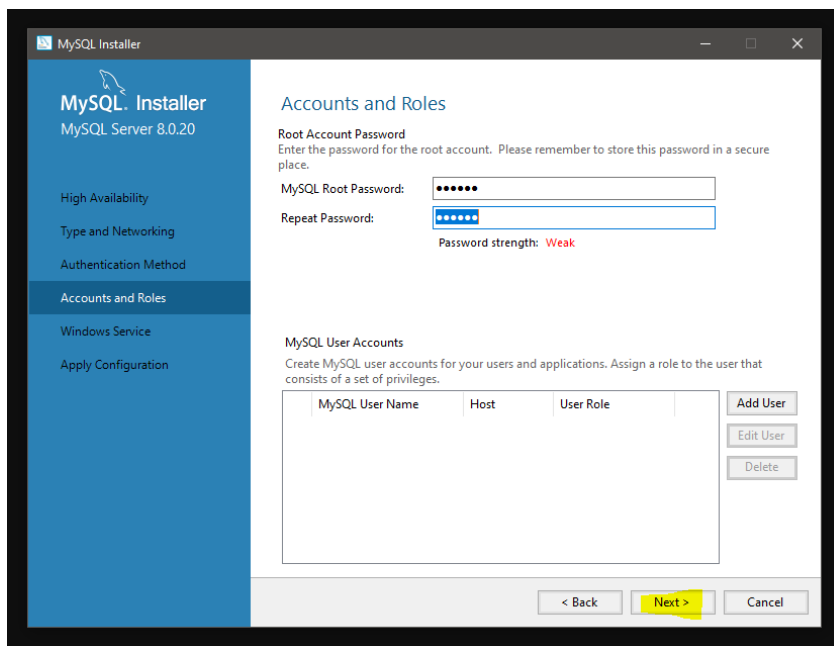 MySQL Installer
MySQL. Installer
MySQL Server 8.0.20
High Availability
Type and Networking
Authentication Method
Accounts and Roles
Windows Service
Apply Configuration
Accounts and Roles
Root Account Password
Enter the password for the root account. Please remember to store this password in a secure
place.
MySQL Root Password: ●●●●●●
Repeat Password: ●●●●●●
Password strength: Weak
MySQL User Accounts
Create MySQL user accounts for your users and applications. Assign a role to the user that
consists of a set of privileges.
MySQL User Name Host User Role
Add User
Edit User
Delete
< Back Next > Cancel